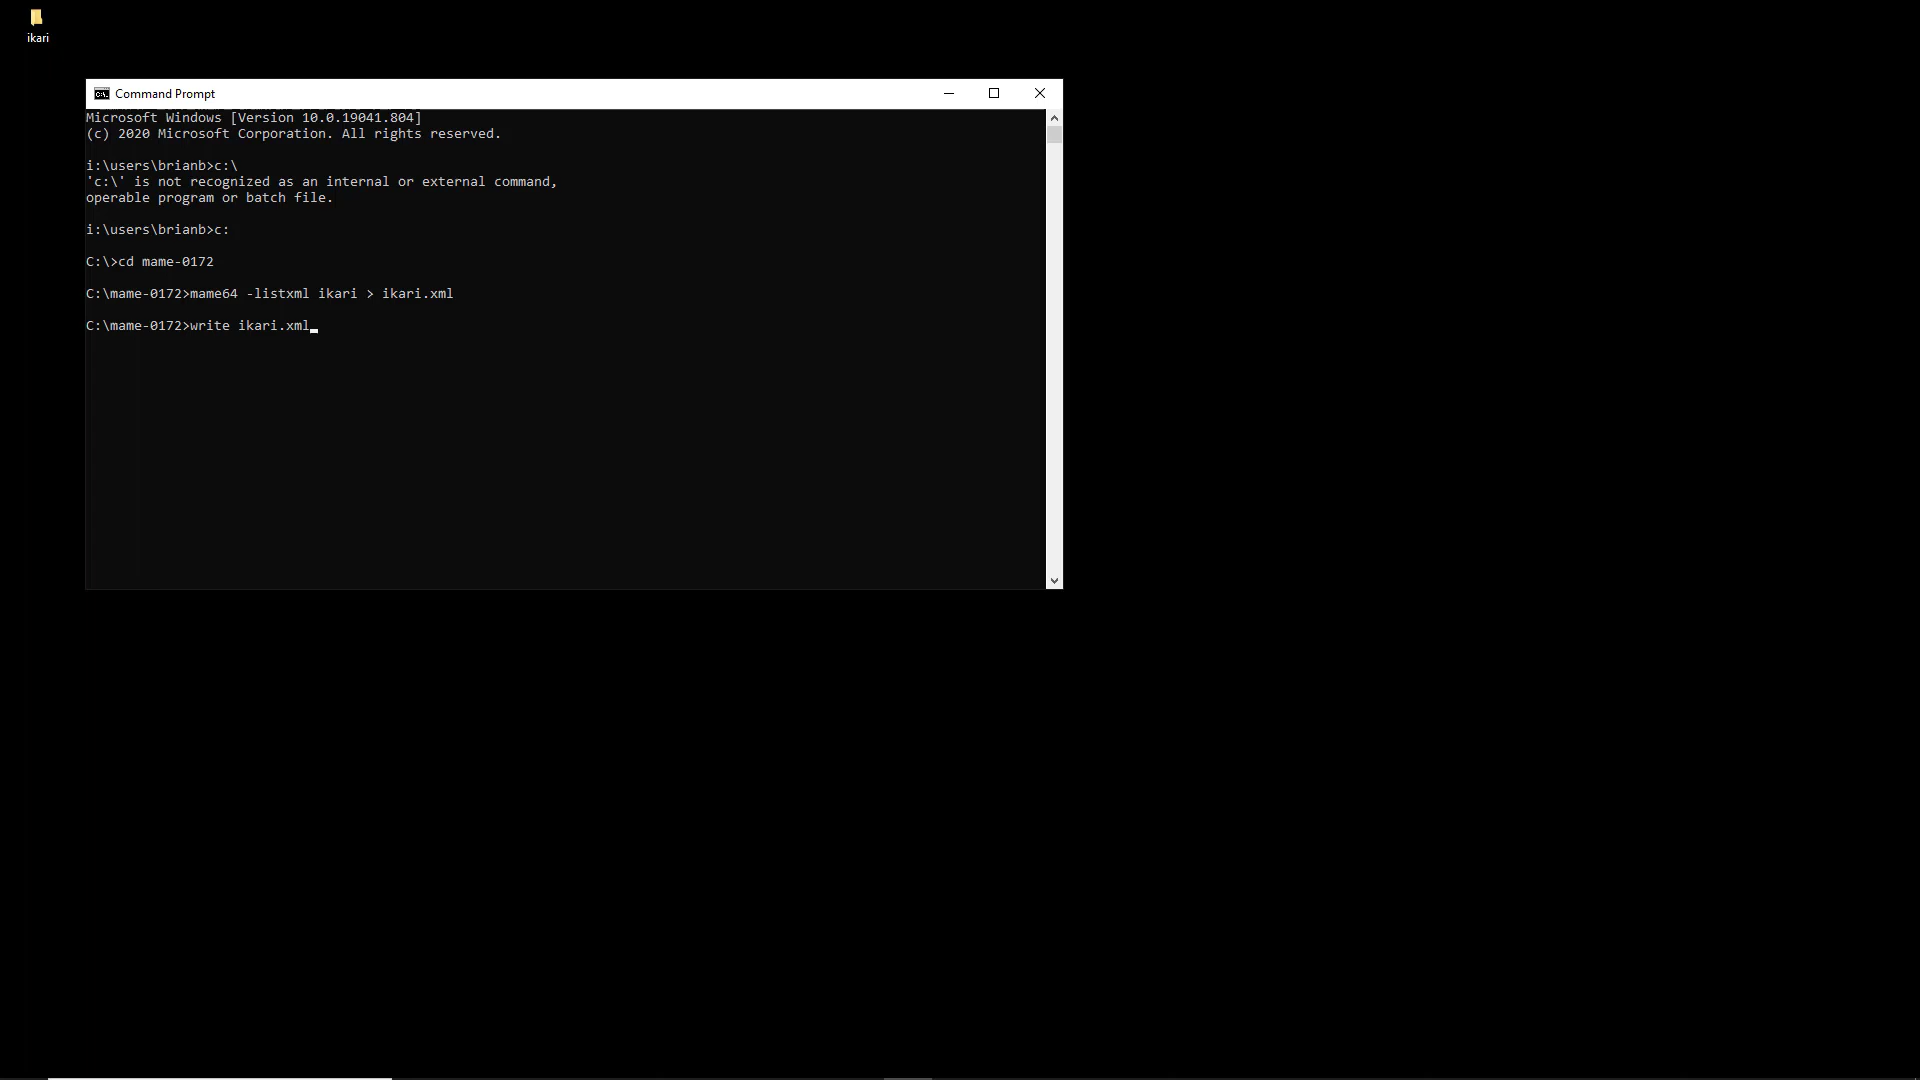 ikari
Command Prompt
Microsoft Windows [Version 10.0.19041.804]
(c) 2020 Microsoft Corporation. All rights reserved.
i:\users\brianb>c:\
'c:\' is not recognized as an internal or external command,
operable program or batch file.
i:\users\brianb>c:
C:\>cd mame-0172
C:\mame-0172>mame64 -listxml ikari > ikari.xml
C:\mame-0172>write ikari.xml